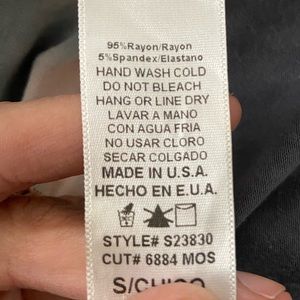 95%Rayon/Rayon
5%Spandex/Elastano
HAND WASH COLD
DO NOT BLEACH
HANG OR LINE DRY
LAVAR A MANO
CON AGUA FRIA
NO USAR CLORO
SECAR COLGADO
MADE IN U.S.A.
HECHO EN E.U.A.
STYLE# S23830
CUT# 6884 MOS
S/CHICO